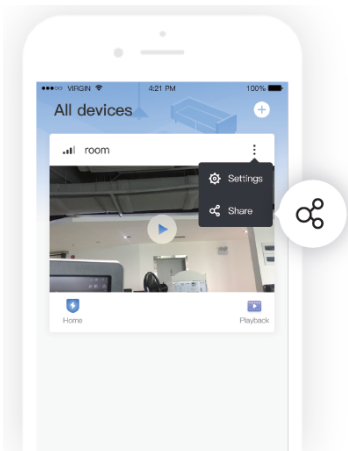 VIRGIN 4:21 PM 100%
All devices
room
Settings
Share
Home Playback